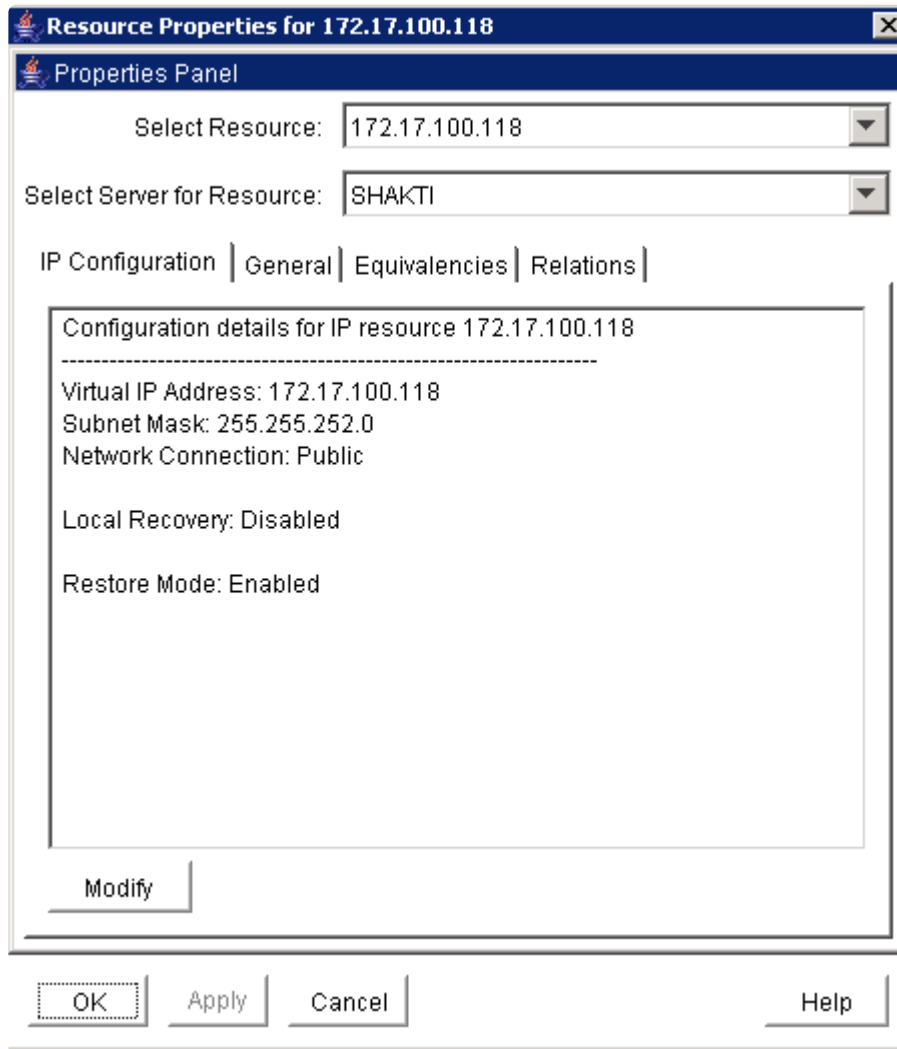 Resource Properties for 172.17.100.118
Properties Panel
Select Resource: 172.17.100.118
Select Server for Resource: SHAKTI
IP Configuration General Equivalencies Relations
Configuration details for IP resource 172.17.100.118
-------------------------------------------------------------------
Virtual IP Address: 172.17.100.118
Subnet Mask: 255.255.252.0
Network Connection: Public
Local Recovery: Disabled
Restore Mode: Enabled
Modify
OK Apply Cancel Help